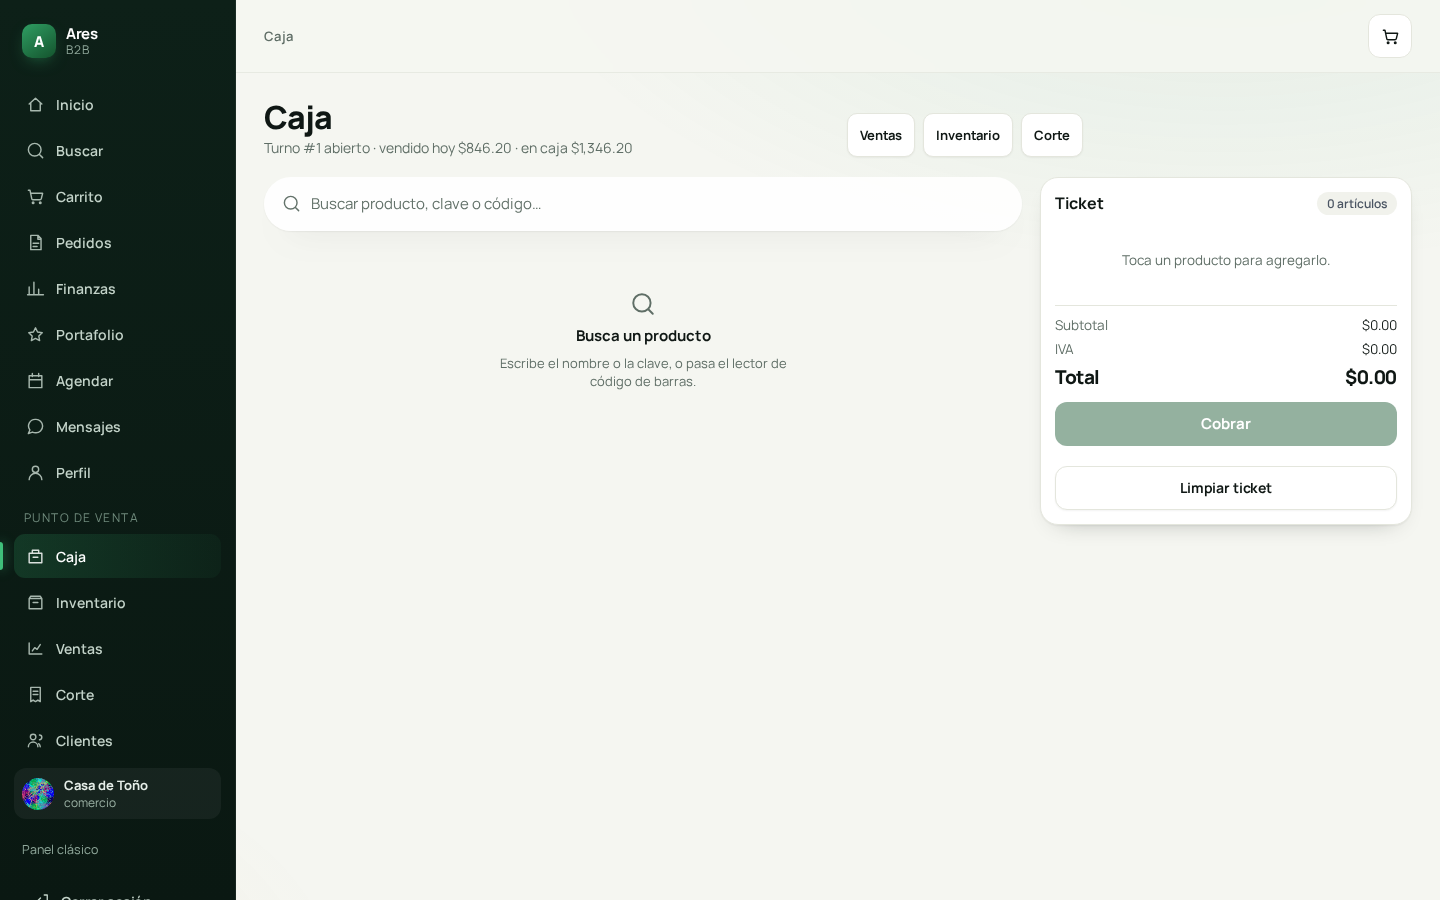 A
Ares
B2B
Inicio
Buscar
Carrito
Pedidos
Finanzas
Portafolio
Agendar
Mensajes
Perfil
PUNTO DE VENTA
Caja
Inventario
Ventas
Corte
Clientes
Casa de Toño
comercio
Panel clásico
Cerrar sesión
Caja
Caja
Turno #1 abierto · vendido hoy $846.20 · en caja $1,346.20
Ventas
Inventario
Corte
Buscar producto, clave o código…
Busca un producto
Escribe el nombre o la clave, o pasa el lector de
código de barras.
Ticket
0 artículos
Toca un producto para agregarlo.
Subtotal $0.00
IVA $0.00
Total $0.00
Cobrar
Limpiar ticket